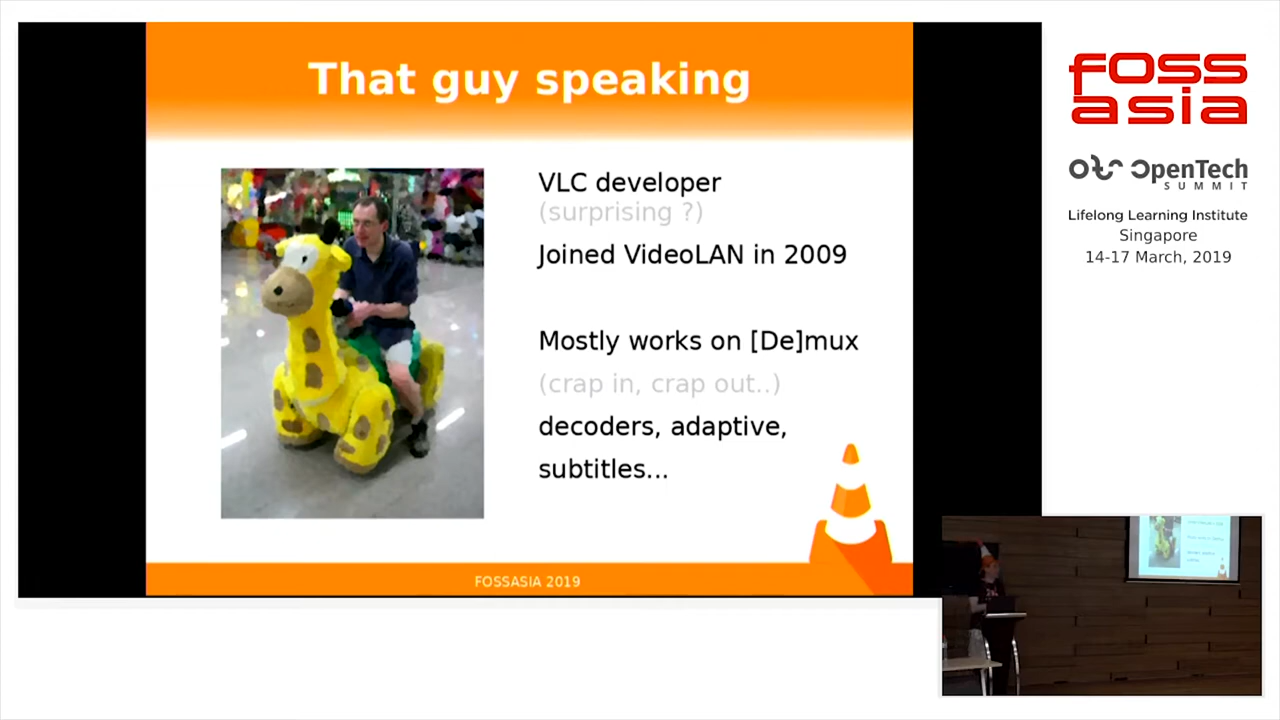 That guy speaking
VLC developer
(surprising ?)
Joined VideoLAN in 2009
Mostly works on [De]mux
(crap in, crap out..)
decoders, adaptive,
subtitles...
FOSSASIA 2019
fOSS
asia
OpenTech
SUMMIT
Lifelong Learning Institute
Singapore
14-17 March, 2019